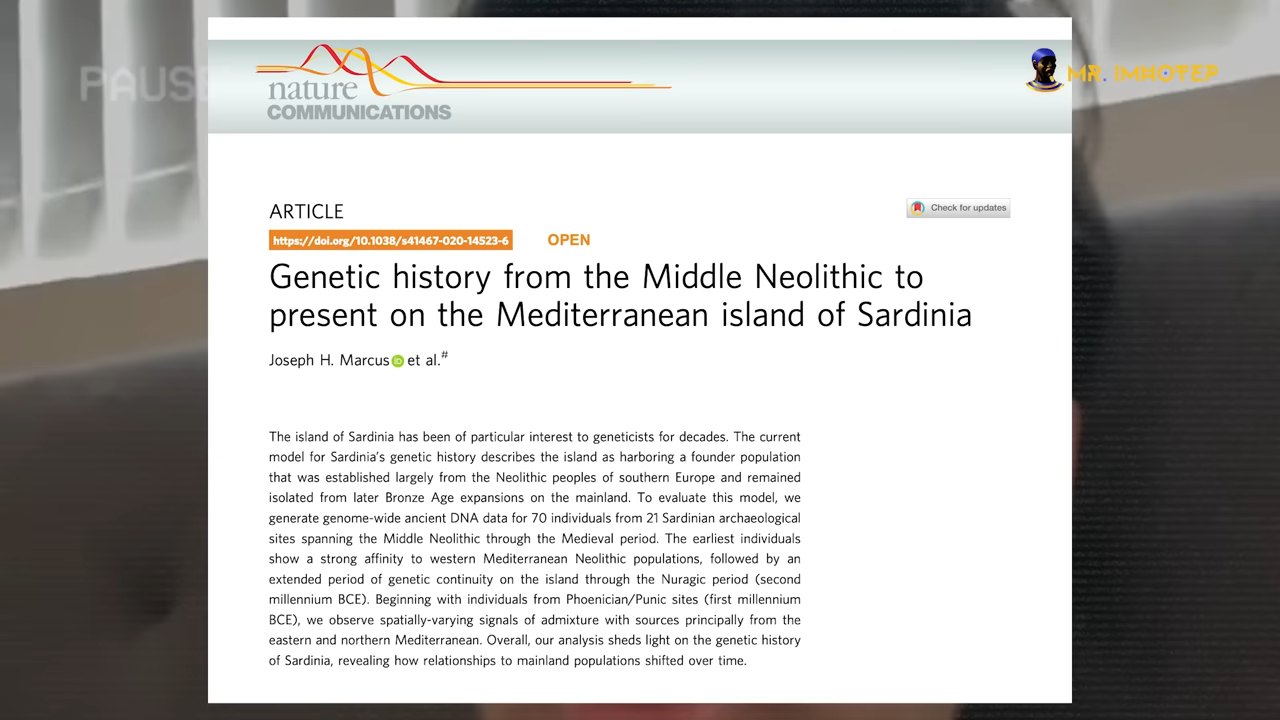 PAUSE
nature
COMMUNICATIONS
MR. IMHOTEP
ARTICLE
Check for updates
https://doi.org/10.1038/s41467-020-14523-6
OPEN
Genetic history from the Middle Neolithic to
present on the Mediterranean island of Sardinia
Joseph H. Marcus iD et al.#
The island of Sardinia has been of particular interest to geneticists for decades. The current
model for Sardinia's genetic history describes the island as harboring a founder population
that was established largely from the Neolithic peoples of southern Europe and remained
isolated from later Bronze Age expansions on the mainland. To evaluate this model, we
generate genome-wide ancient DNA data for 70 individuals from 21 Sardinian archaeological
sites spanning the Middle Neolithic through the Medieval period. The earliest individuals
show a strong affinity to western Mediterranean Neolithic populations, followed by an
extended period of genetic continuity on the island through the Nuragic period (second
millennium BCE). Beginning with individuals from Phoenician/Punic sites (first millennium
BCE), we observe spatially-varying signals of admixture with sources principally from the
eastern and northern Mediterranean. Overall, our analysis sheds light on the genetic history
of Sardinia, revealing how relationships to mainland populations shifted over time.